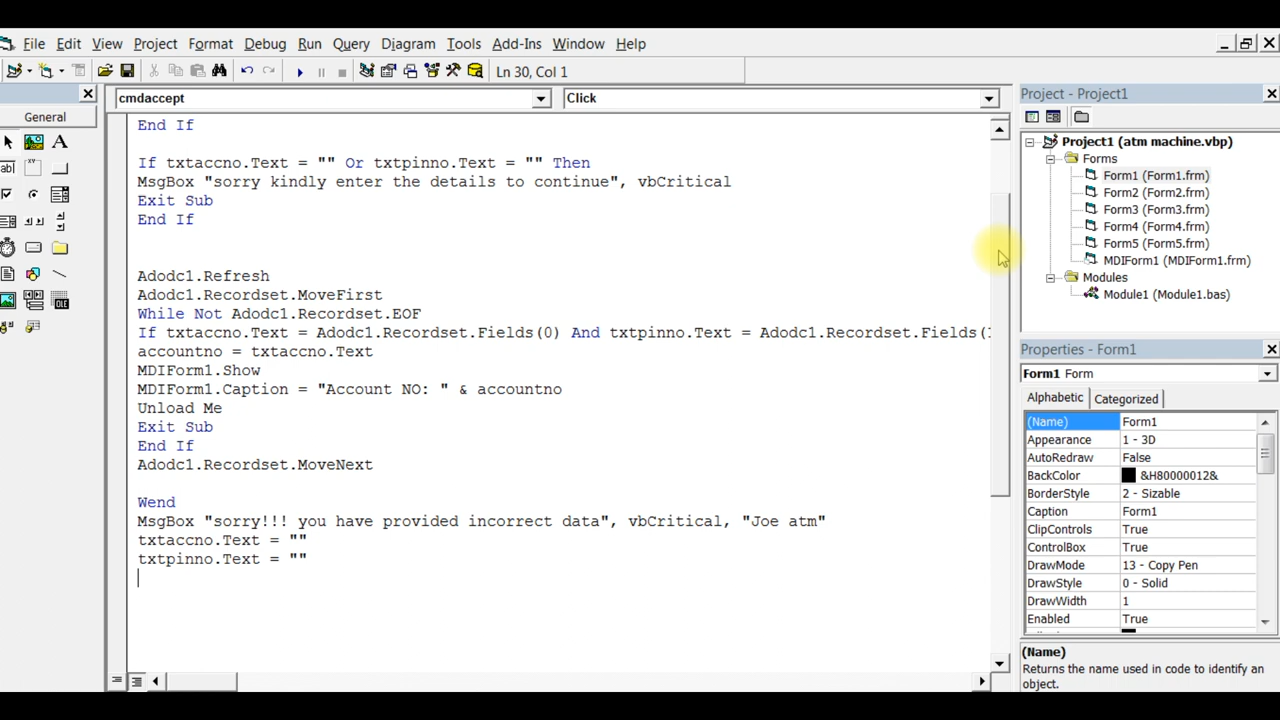 File Edit View Project Format Debug Run Query Diagram Tools Add-Ins Window Help
Ln 30, Col 1
General
cmdaccept
Click
End If
If txtaccno.Text = "" Or txtpinno.Text = "" Then
MsgBox "sorry kindly enter the details to continue", vbCritical
Exit Sub
End If
Adodc1.Refresh
Adodc1.Recordset.MoveFirst
While Not Adodc1.Recordset.EOF
If txtaccno.Text = Adodc1.Recordset.Fields(0) And txtpinno.Text = Adodc1.Recordset.Fields(
accountno = txtaccno.Text
MDIForm1.Show
MDIForm1.Caption = "Account NO: " & accountno
Unload Me
Exit Sub
End If
Adodc1.Recordset.MoveNext
Wend
MsgBox "sorry!!! you have provided incorrect data", vbCritical, "Joe atm"
txtaccno.Text = ""
txtpinno.Text = ""
Project - Project1
Project1 (atm machine.vbp)
Forms
Form1 (Form1.frm)
Form2 (Form2.frm)
Form3 (Form3.frm)
Form4 (Form4.frm)
Form5 (Form5.frm)
MDIForm1 (MDIForm1.frm)
Modules
Module1 (Module1.bas)
Properties - Form1
Form1 Form
Alphabetic Categorized
(Name) Form1
Appearance 1 - 3D
AutoRedraw False
BackColor &H80000012&
BorderStyle 2 - Sizable
Caption Form1
ClipControls True
ControlBox True
DrawMode 13 - Copy Pen
DrawStyle 0 - Solid
DrawWidth 1
Enabled True
(Name)
Returns the name used in code to identify an
object.